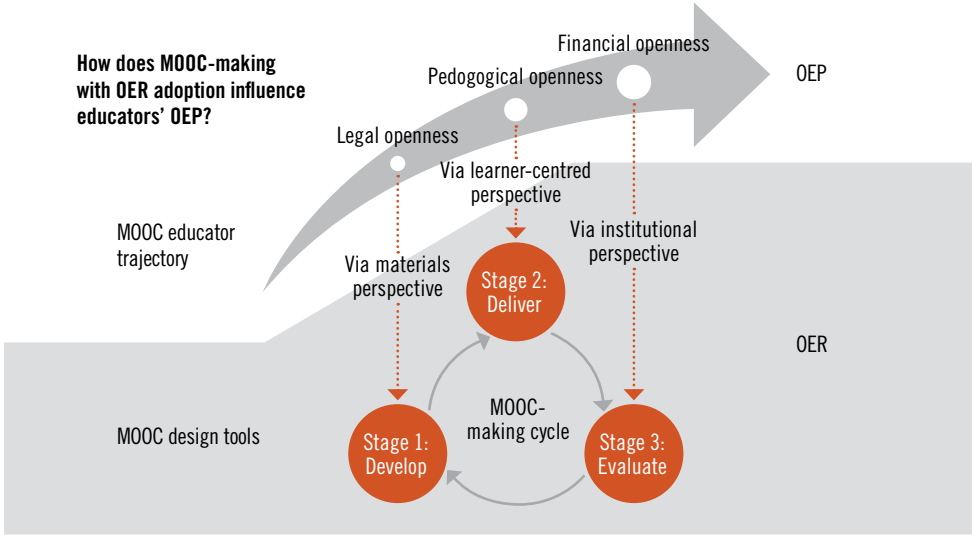 How does MOOC-making
with OER adoption influence
educators' OEP?
Financial openness
Pedogogical openness
Legal openness
OEP
Via learner-centred
perspective
Via institutional
perspective
Via materials
perspective
MOOC educator
trajectory
Stage 2:
Deliver
OER
MOOC-
making cycle
MOOC design tools
Stage 1:
Develop
Stage 3:
Evaluate